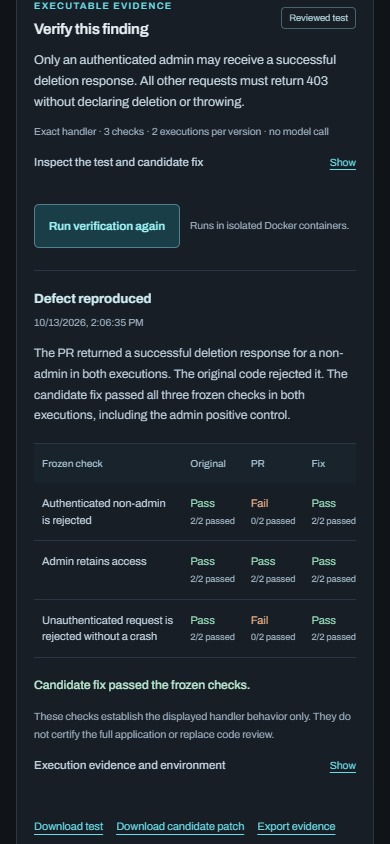 EXECUTABLE EVIDENCE
Verify this finding
Reviewed test
Only an authenticated admin may receive a successful
deletion response. All other requests must return 403
without declaring deletion or throwing.
Exact handler · 3 checks · 2 executions per version · no model call
Inspect the test and candidate fix Show
Run verification again Runs in isolated Docker containers.
Defect reproduced
10/13/2026, 2:06:35 PM
The PR returned a successful deletion response for a non-
admin in both executions. The original code rejected it. The
candidate fix passed all three frozen checks in both
executions, including the admin positive control.
Frozen check Original PR Fix
Authenticated non-admin Pass Fail Pass
is rejected 2/2 passed 0/2 passed 2/2 passed
Admin retains access Pass Pass Pass
2/2 passed 2/2 passed 2/2 passed
Unauthenticated request is Pass Fail Pass
rejected without a crash 2/2 passed 0/2 passed 2/2 passed
Candidate fix passed the frozen checks.
These checks establish the displayed handler behavior only. They do
not certify the full application or replace code review.
Execution evidence and environment Show
Download test Download candidate patch Export evidence